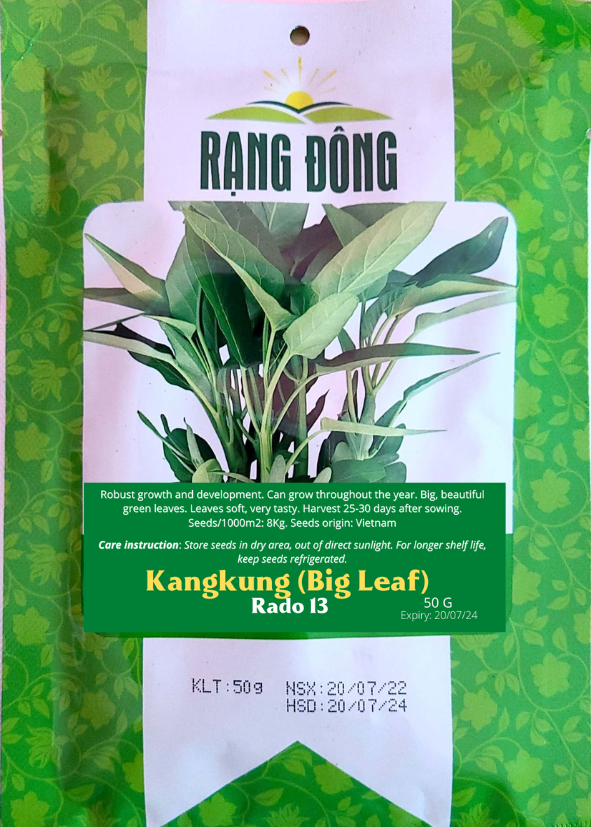 RẠNG ĐÔNG
Robust growth and development. Can grow throughout the year. Big, beautiful
green leaves. Leaves soft, very tasty. Harvest 25-30 days after sowing.
Seeds/1000m2: 8Kg. Seeds origin: Vietnam
Care instruction: Store seeds in dry area, out of direct sunlight. For longer shelf life,
keep seeds refrigerated.
Kangkung (Big Leaf)
Rado 13
50 G
Expiry: 20/07/24
KLT:50g NSX:20/07/22
HSD:20/07/24